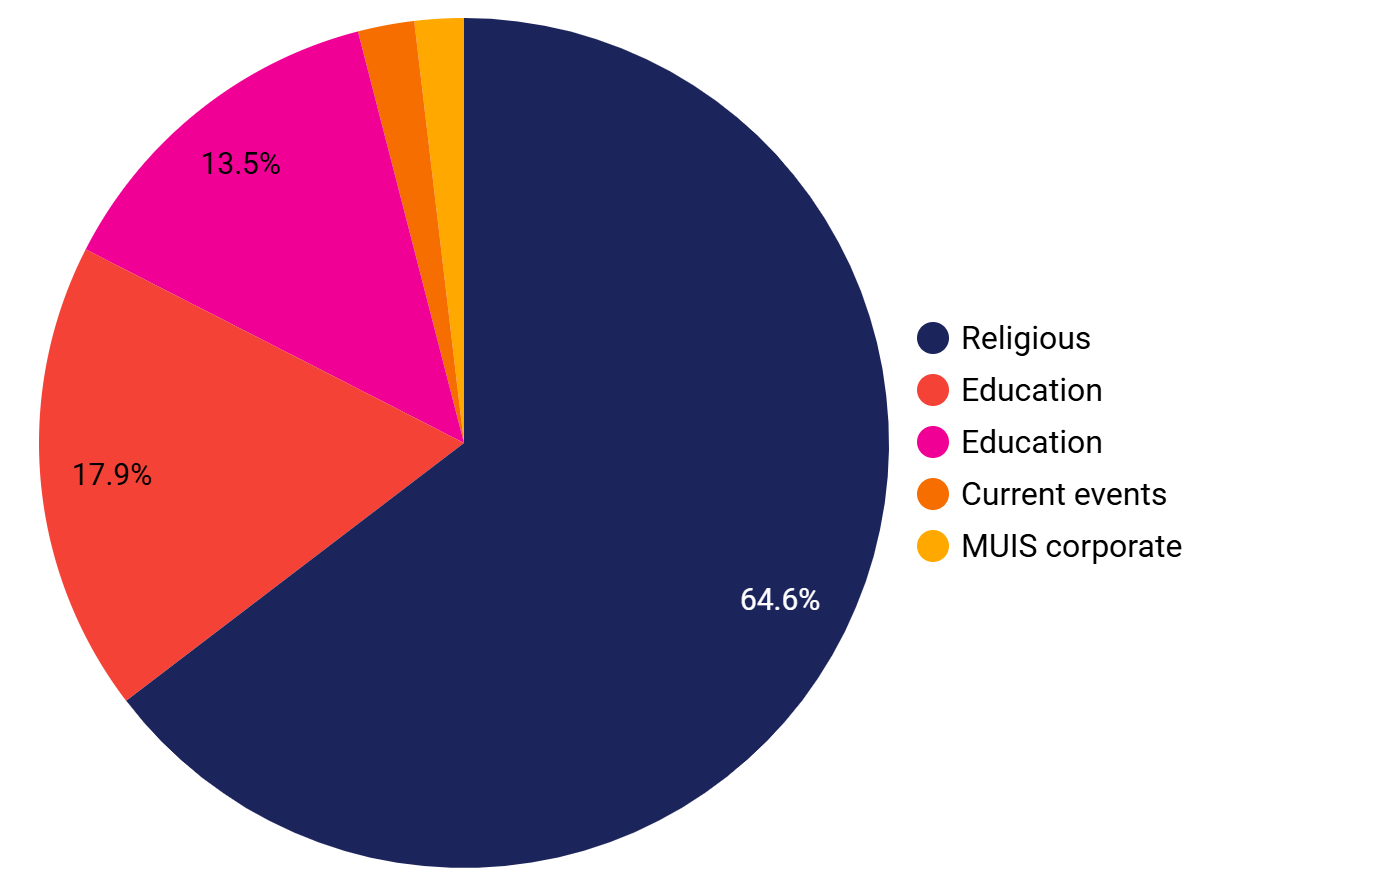 13.5%
17.9%
64.6%
Religious
Education
Education
Current events
MUIS corporate